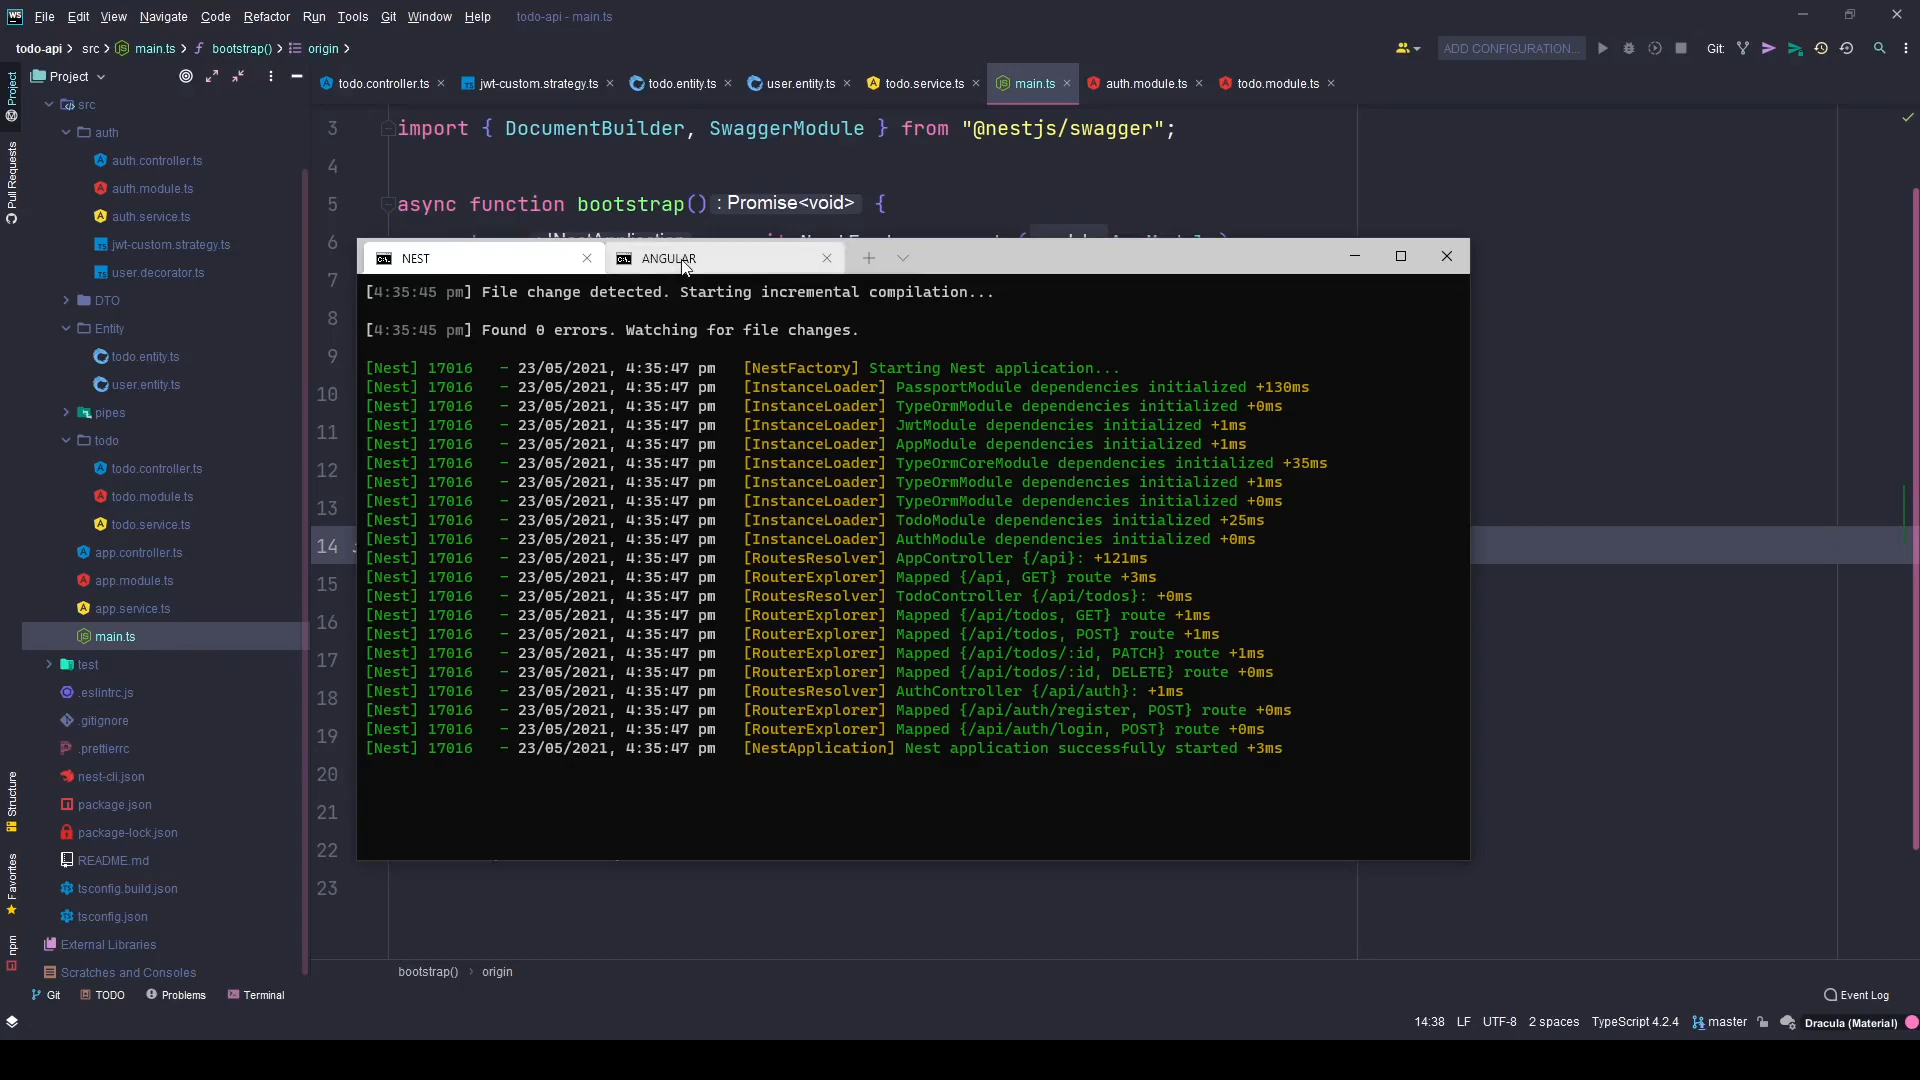 WS File Edit View Navigate Code Refactor Run Tools Git Window Help todo-api - main.ts
todo-api src main.ts bootstrap() origin ADD CONFIGURATION... Git:
Project
todo.controller.ts jwt-custom.strategy.ts todo.entity.ts user.entity.ts todo.service.ts main.ts auth.module.ts todo.module.ts
Project
Pull Requests
Structure
Favorites
npm
src
auth
auth.controller.ts
auth.module.ts
auth.service.ts
jwt-custom.strategy.ts
user.decorator.ts
DTO
Entity
todo.entity.ts
user.entity.ts
pipes
todo
todo.controller.ts
todo.module.ts
todo.service.ts
app.controller.ts
app.module.ts
app.service.ts
main.ts
test
.eslintrc.js
.gitignore
.prettierrc
nest-cli.json
package.json
package-lock.json
README.md
tsconfig.build.json
tsconfig.json
External Libraries
Scratches and Consoles
3 import { DocumentBuilder, SwaggerModule } from "@nestjs/swagger";
4
5 async function bootstrap() : Promise<void> {
6
7
8
9
10
11
12
13
14
15
16
17
18
19
20
21
22
23
NEST ANGULAR
[4:35:45 pm] File change detected. Starting incremental compilation...
[4:35:45 pm] Found 0 errors. Watching for file changes.
[Nest] 17016 - 23/05/2021, 4:35:47 pm [NestFactory] Starting Nest application...
[Nest] 17016 - 23/05/2021, 4:35:47 pm [InstanceLoader] PassportModule dependencies initialized +130ms
[Nest] 17016 - 23/05/2021, 4:35:47 pm [InstanceLoader] TypeOrmModule dependencies initialized +0ms
[Nest] 17016 - 23/05/2021, 4:35:47 pm [InstanceLoader] JwtModule dependencies initialized +1ms
[Nest] 17016 - 23/05/2021, 4:35:47 pm [InstanceLoader] AppModule dependencies initialized +1ms
[Nest] 17016 - 23/05/2021, 4:35:47 pm [InstanceLoader] TypeOrmCoreModule dependencies initialized +35ms
[Nest] 17016 - 23/05/2021, 4:35:47 pm [InstanceLoader] TypeOrmModule dependencies initialized +1ms
[Nest] 17016 - 23/05/2021, 4:35:47 pm [InstanceLoader] TypeOrmModule dependencies initialized +0ms
[Nest] 17016 - 23/05/2021, 4:35:47 pm [InstanceLoader] TodoModule dependencies initialized +25ms
[Nest] 17016 - 23/05/2021, 4:35:47 pm [InstanceLoader] AuthModule dependencies initialized +0ms
[Nest] 17016 - 23/05/2021, 4:35:47 pm [RoutesResolver] AppController {/api}: +121ms
[Nest] 17016 - 23/05/2021, 4:35:47 pm [RouterExplorer] Mapped {/api, GET} route +3ms
[Nest] 17016 - 23/05/2021, 4:35:47 pm [RoutesResolver] TodoController {/api/todos}: +0ms
[Nest] 17016 - 23/05/2021, 4:35:47 pm [RouterExplorer] Mapped {/api/todos, GET} route +1ms
[Nest] 17016 - 23/05/2021, 4:35:47 pm [RouterExplorer] Mapped {/api/todos, POST} route +1ms
[Nest] 17016 - 23/05/2021, 4:35:47 pm [RouterExplorer] Mapped {/api/todos/:id, PATCH} route +1ms
[Nest] 17016 - 23/05/2021, 4:35:47 pm [RouterExplorer] Mapped {/api/todos/:id, DELETE} route +0ms
[Nest] 17016 - 23/05/2021, 4:35:47 pm [RoutesResolver] AuthController {/api/auth}: +1ms
[Nest] 17016 - 23/05/2021, 4:35:47 pm [RouterExplorer] Mapped {/api/auth/register, POST} route +0ms
[Nest] 17016 - 23/05/2021, 4:35:47 pm [RouterExplorer] Mapped {/api/auth/login, POST} route +0ms
[Nest] 17016 - 23/05/2021, 4:35:47 pm [NestApplication] Nest application successfully started +3ms
bootstrap() › origin
Git TODO Problems Terminal Event Log
14:38 LF UTF-8 2 spaces TypeScript 4.2.4 master Dracula (Material)